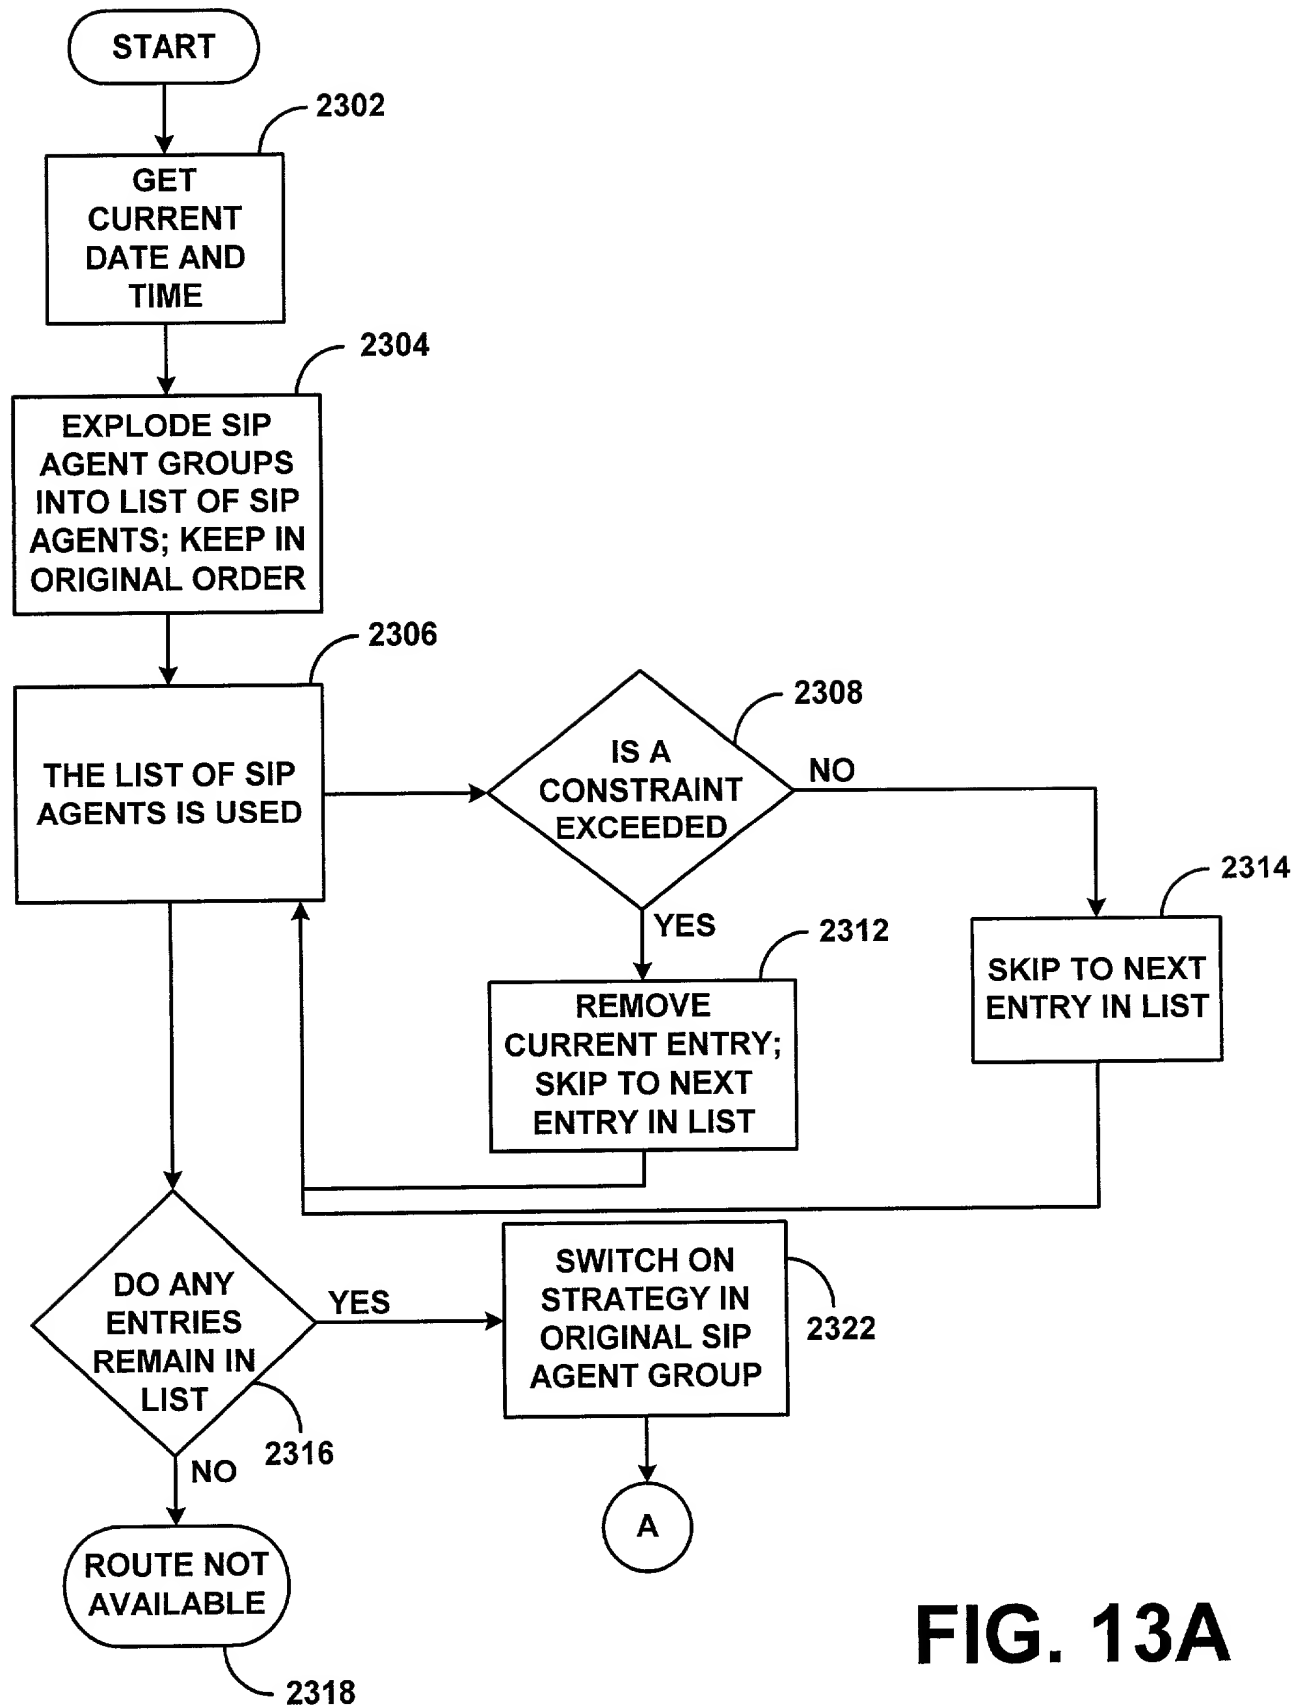 START
2302
GET
CURRENT
DATE AND
TIME
2304
EXPLODE SIP
AGENT GROUPS
INTO LIST OF SIP
AGENTS; KEEP IN
ORIGINAL ORDER
2306
THE LIST OF SIP
AGENTS IS USED
2308
IS A
CONSTRAINT
EXCEEDED
NO
YES
2312
REMOVE
CURRENT ENTRY;
SKIP TO NEXT
ENTRY IN LIST
2314
SKIP TO NEXT
ENTRY IN LIST
DO ANY
ENTRIES
REMAIN IN
LIST
2316
YES
SWITCH ON
STRATEGY IN
ORIGINAL SIP
AGENT GROUP
2322
A
NO
ROUTE NOT
AVAILABLE
2318
FIG. 13A